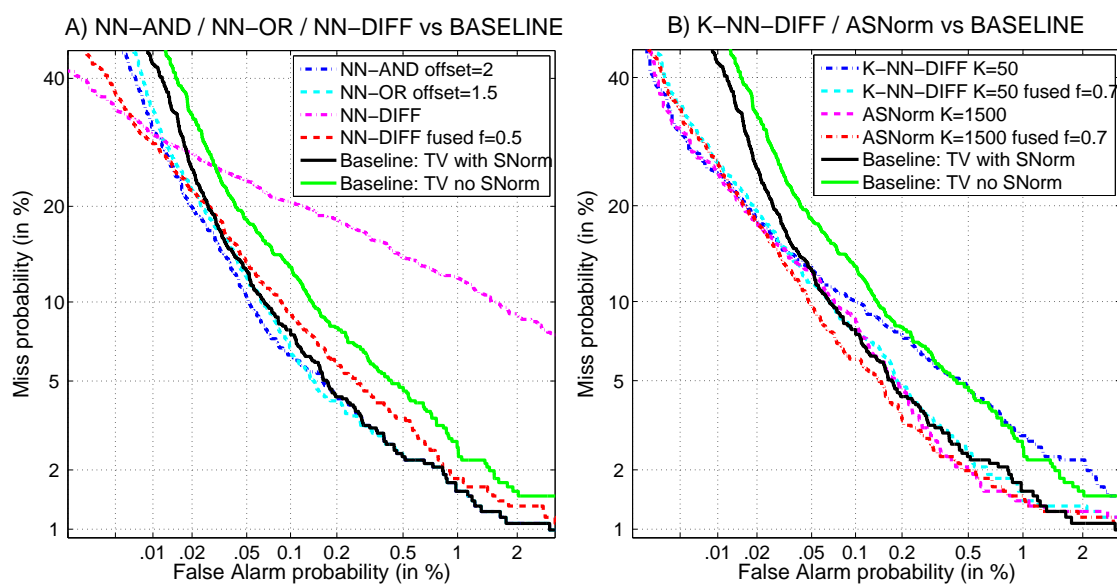 A) NN−AND / NN−OR / NN−DIFF vs BASELINE
NN−AND offset=2
NN−OR offset=1.5
NN−DIFF
NN−DIFF fused f=0.5
Baseline: TV with SNorm
Baseline: TV no SNorm
Miss probability (in %)
40
20
10
5
2
1
.01
.02
.05
0.1
0.2
0.5
1
2
False Alarm probability (in %)
B) K−NN−DIFF / ASNorm vs BASELINE
K−NN−DIFF K=50
K−NN−DIFF K=50 fused f=0.7
ASNorm K=1500
ASNorm K=1500 fused f=0.7
Baseline: TV with SNorm
Baseline: TV no SNorm
Miss probability (in %)
40
20
10
5
2
1
.01
.02
.05
0.1
0.2
0.5
1
2
False Alarm probability (in %)